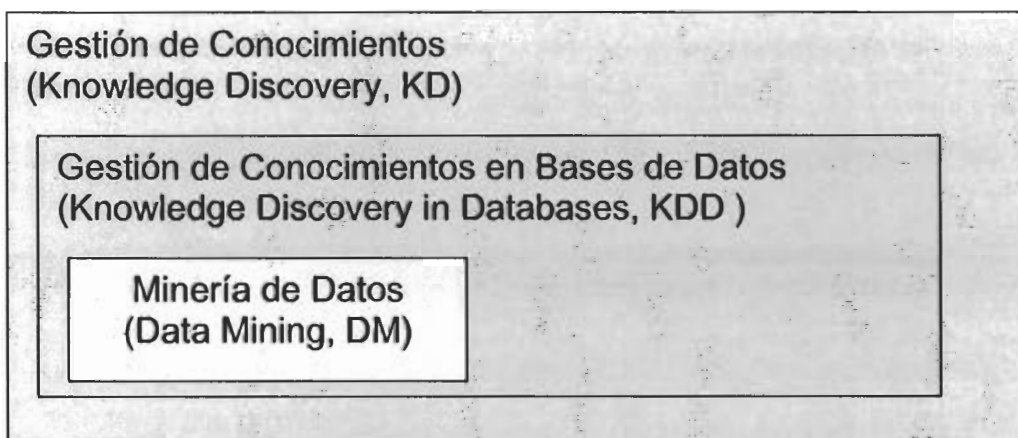 Gestión de Conocimientos
(Knowledge Discovery, KD)
Gestión de Conocimientos en Bases de Datos
(Knowledge Discovery in Databases, KDD )
Minería de Datos
(Data Mining, DM)